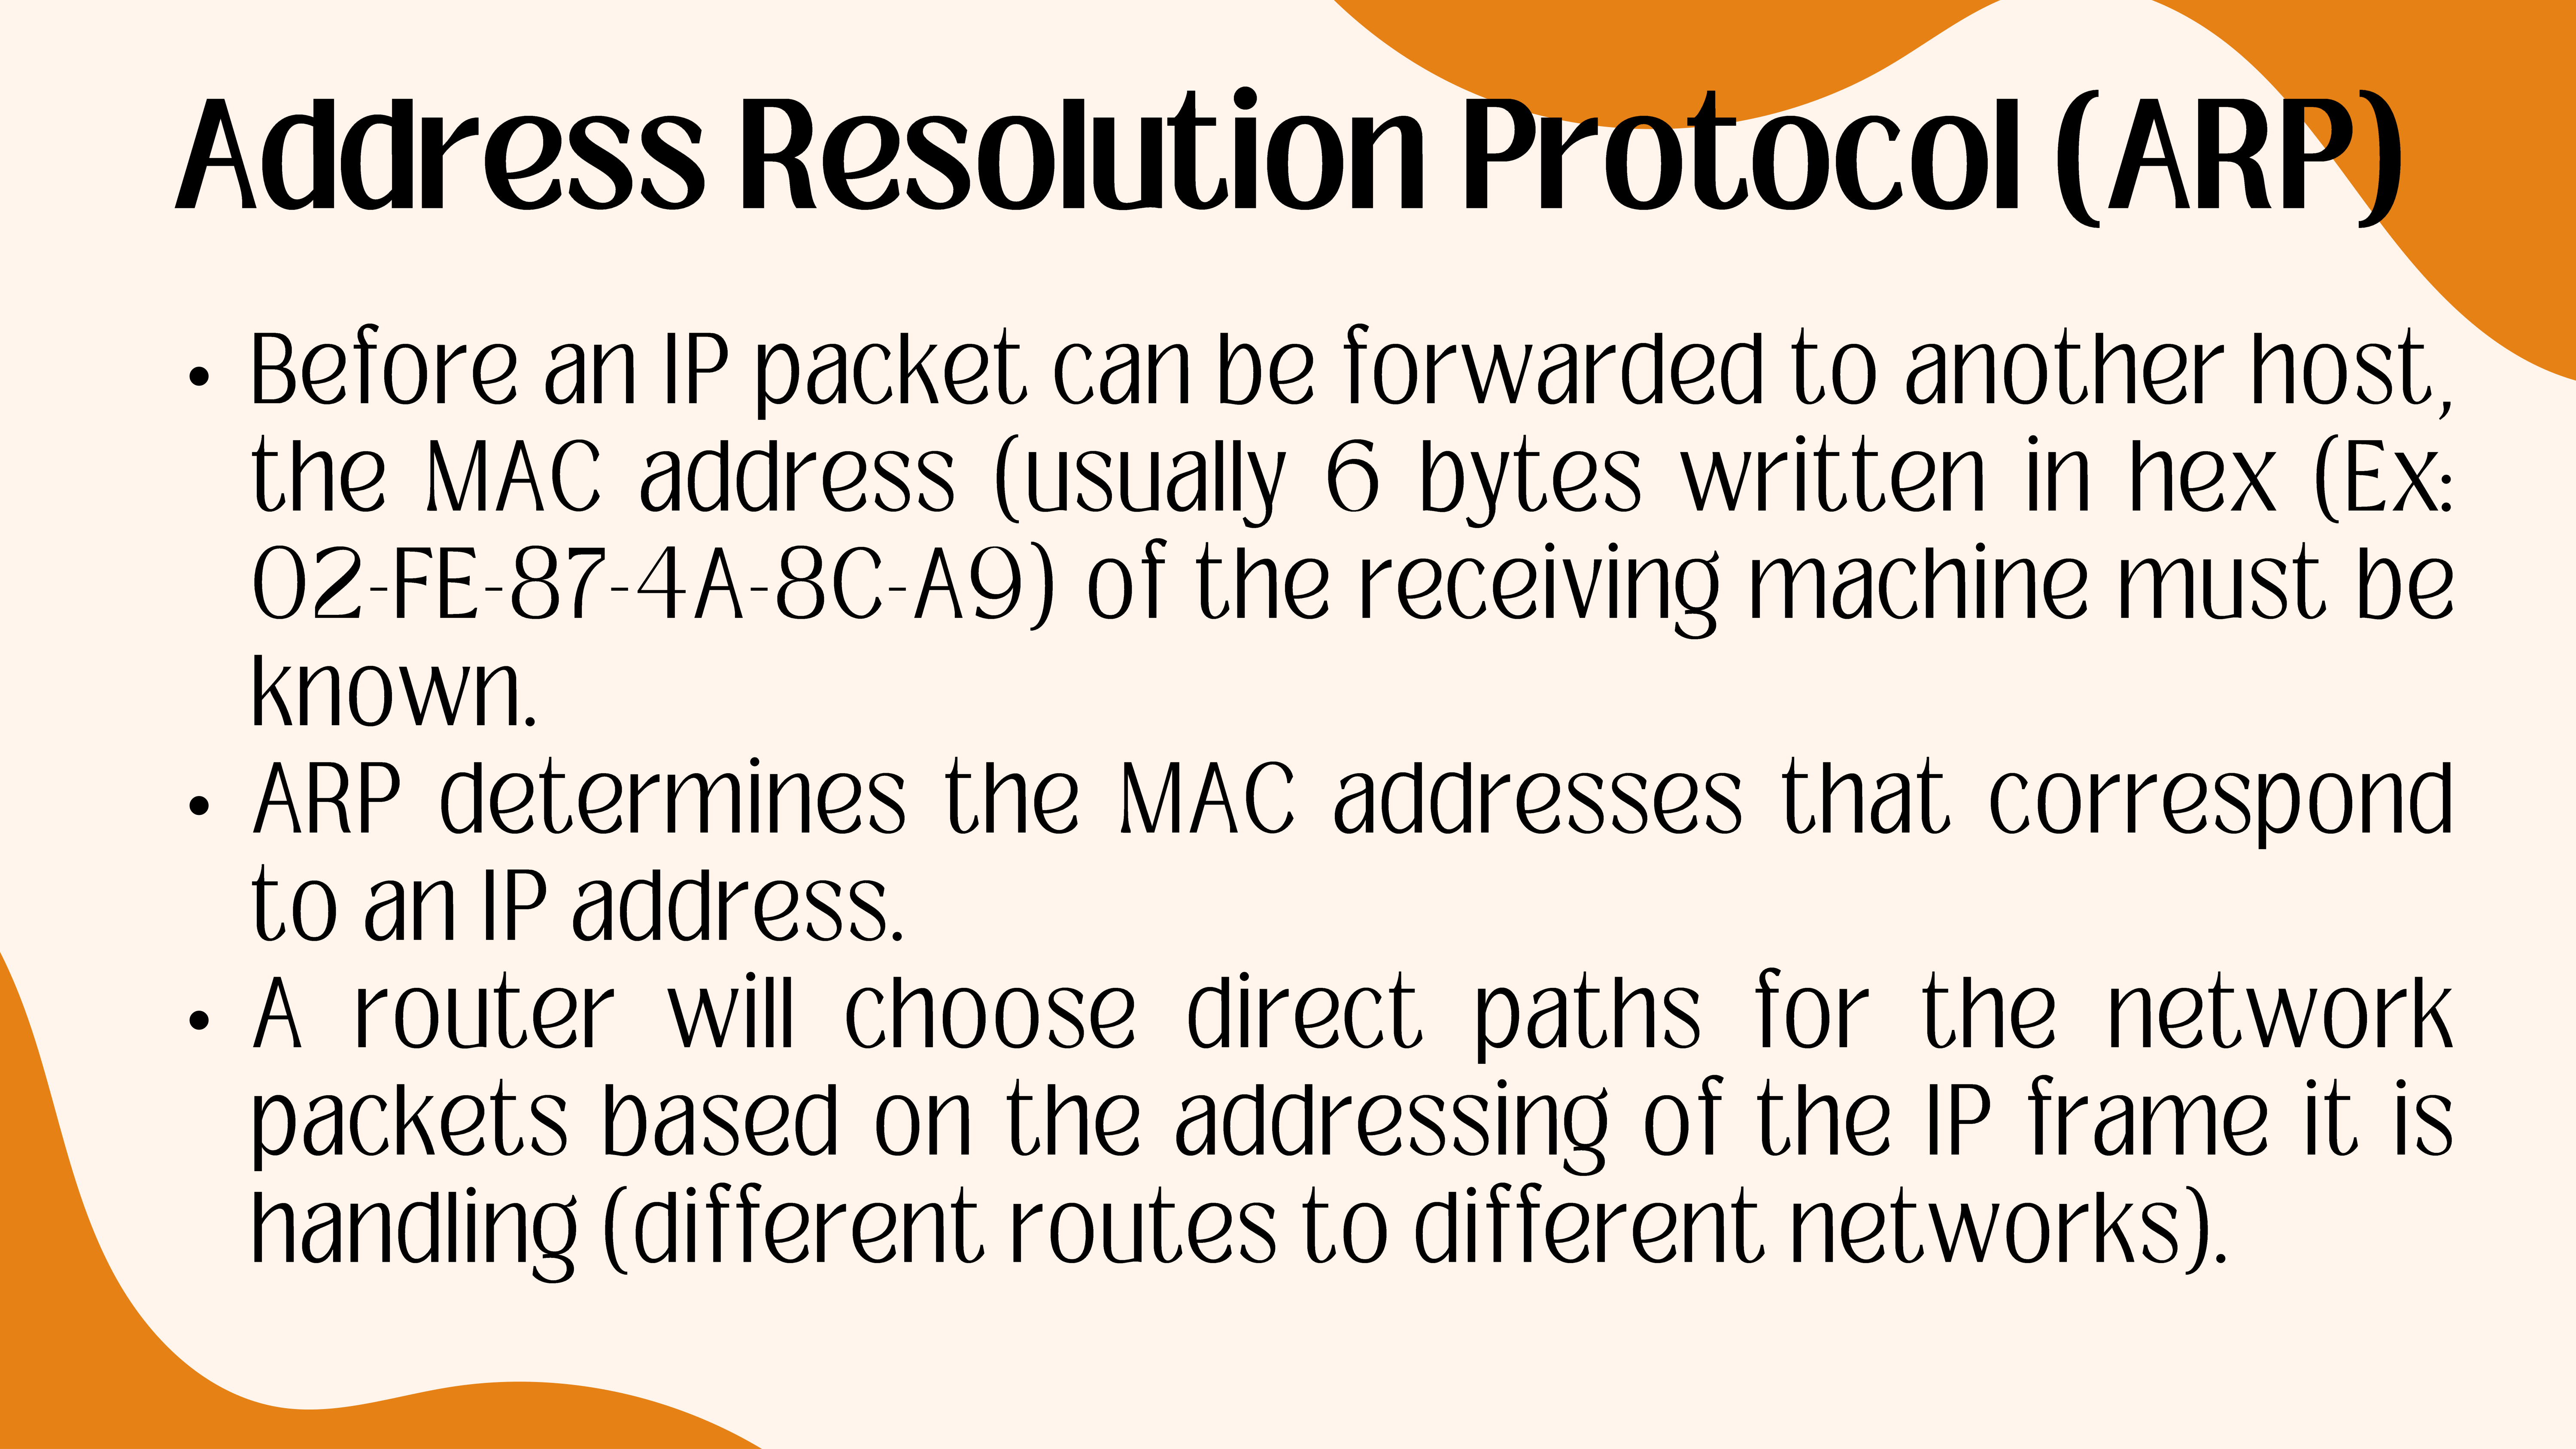 Address Resolution Protocol (ARP)
• Before an IP packet can be forwarded to another host,
the MAC address (usually 6 bytes written in hex (Ex:
02-FE-87-4A-8C-A9) of the receiving machine must be
known.
• ARP determines the MAC addresses that correspond
to an IP address.
• A router will choose direct paths for the network
packets based on the addressing of the IP frame it is
handling (different routes to different networks).